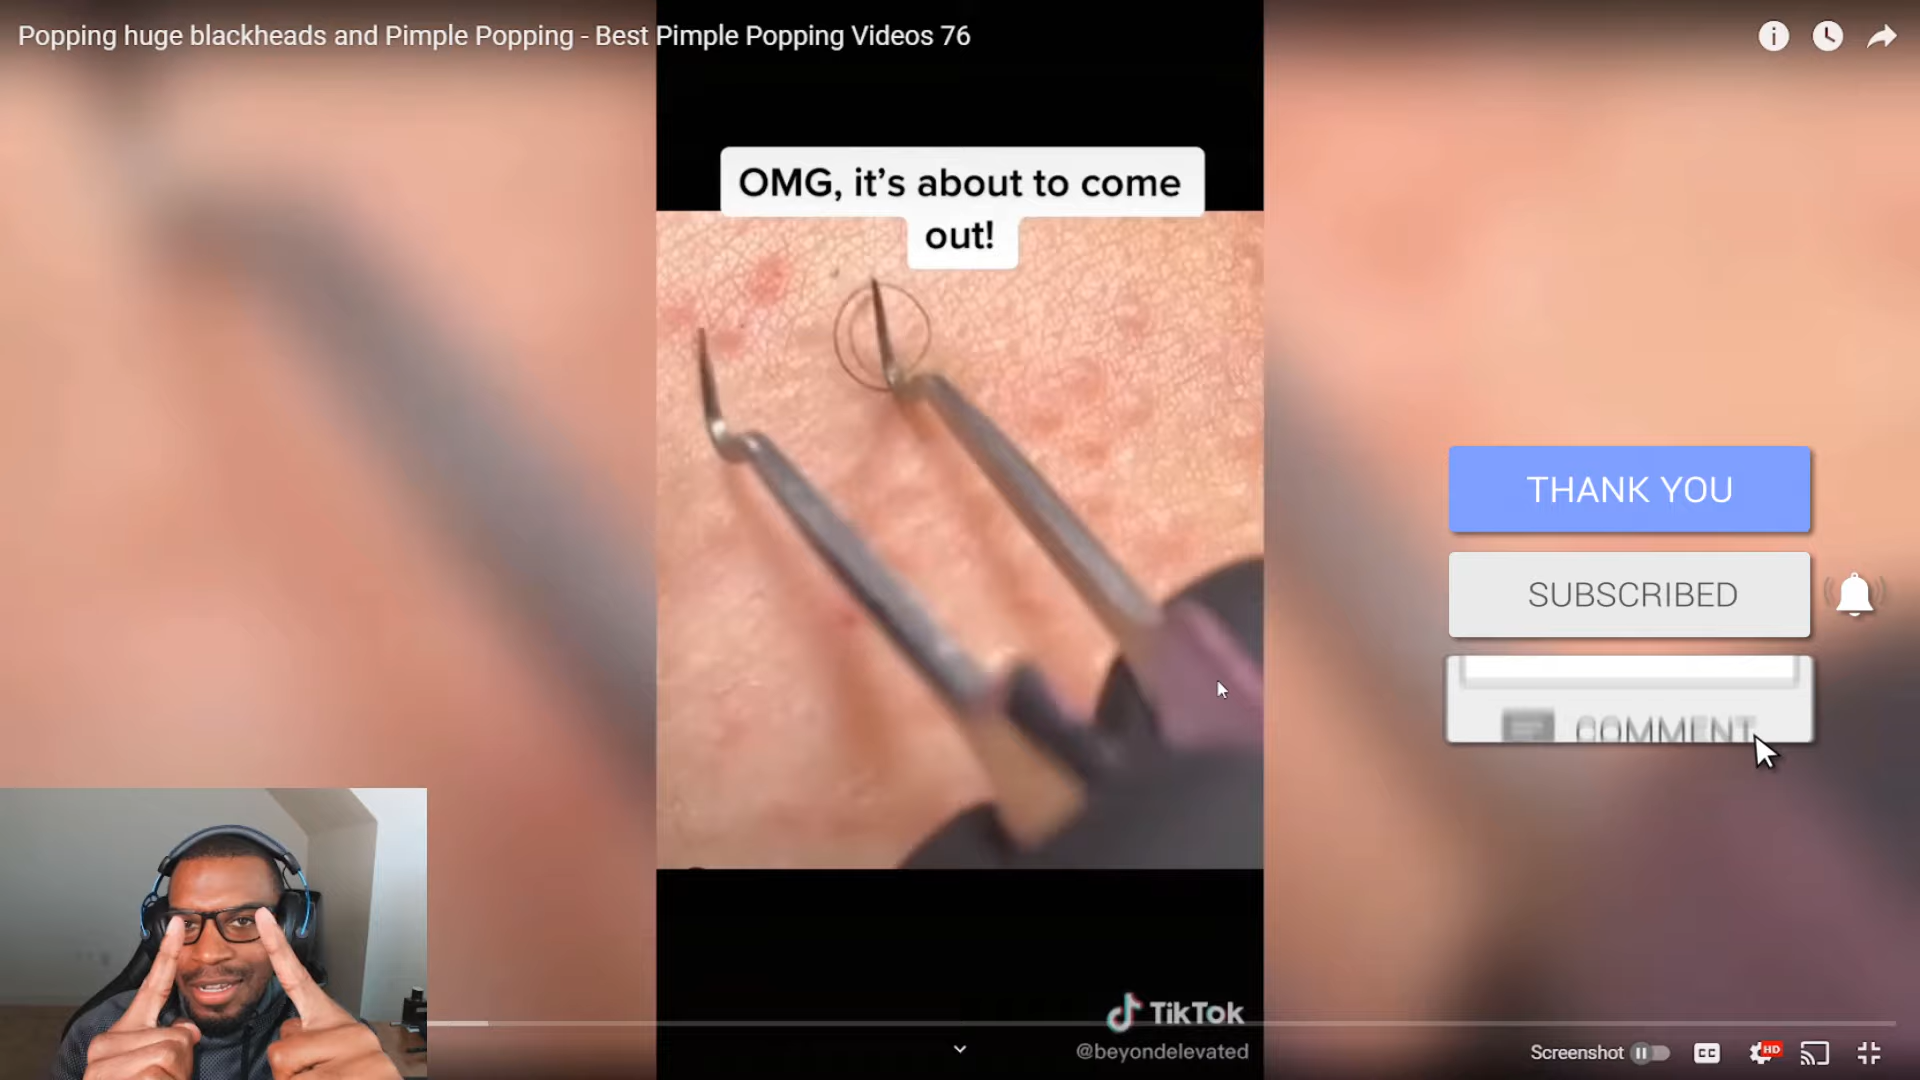 Popping huge blackheads and Pimple Popping - Best Pimple Popping Videos 76
OMG, it's about to come
out!
THANK YOU
SUBSCRIBED
COMMENT
TikTok
@beyondelevated
Screenshot
CC
HD